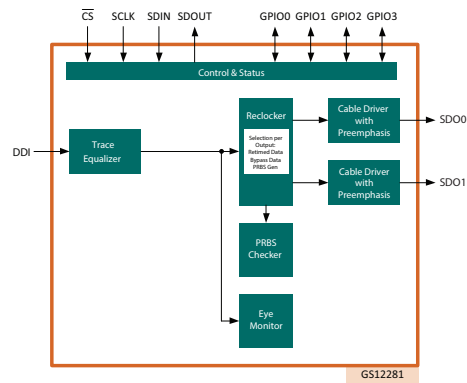 CS SCLK SDIN SDOUT GPIO0 GPIO1 GPIO2 GPIO3
Control & Status
Reclocker
Selection per
Output:
Retimed Data
Bypass Data
PRBS Gen
Cable Driver
with
Preemphasis
SDO0
DDI
Trace
Equalizer
Cable Driver
with
Preemphasis
SDO1
PRBS
Checker
Eye
Monitor
GS12281